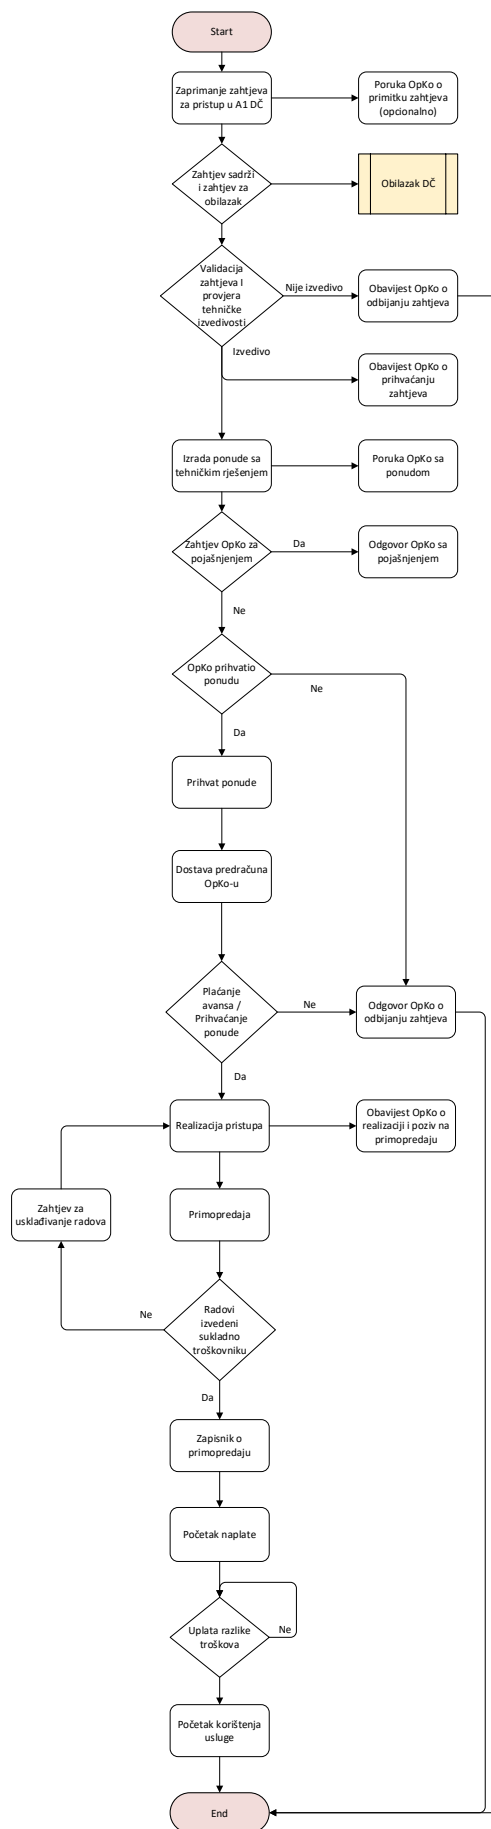 Start
Zaprimanje zahtjeva
za pristup u A1 DČ
Poruka OpKo o
primitku zahtjeva
(opcionalno)
Zahtjev sadrži
i zahtjev za
obilazak
Obilazak DČ
Validacija
zahtjeva I
provjera
tehničke
izvedivosti
Nije izvedivo
Obavijest OpKo o
odbijanju zahtjeva
Izvedivo
Obavijest OpKo o
prihvaćanju
zahtjeva
Izrada ponude sa
tehničkim rješenjem
Poruka OpKo sa
ponudom
Zahtjev OpKo za
pojašnjenjem
Da
Odgovor OpKo sa
pojašnjenjem
Ne
OpKo prihvatio
ponudu
Ne
Da
Prihvat ponude
Dostava predračuna
OpKo-u
Plaćanje
avansa /
Prihvaćanje
ponude
Ne
Odgovor OpKo o
odbijanju zahtjeva
Da
Realizacija pristupa
Obavijest OpKo o
realizaciji i poziv na
primopredaju
Zahtjev za
usklađivanje radova
Primopredaja
Radovi
izvedeni
sukladno
troškovniku
Ne
Da
Zapisnik o
primopredaju
Početak naplate
Uplata razlike
troškova
Ne
Početak korištenja
usluge
End